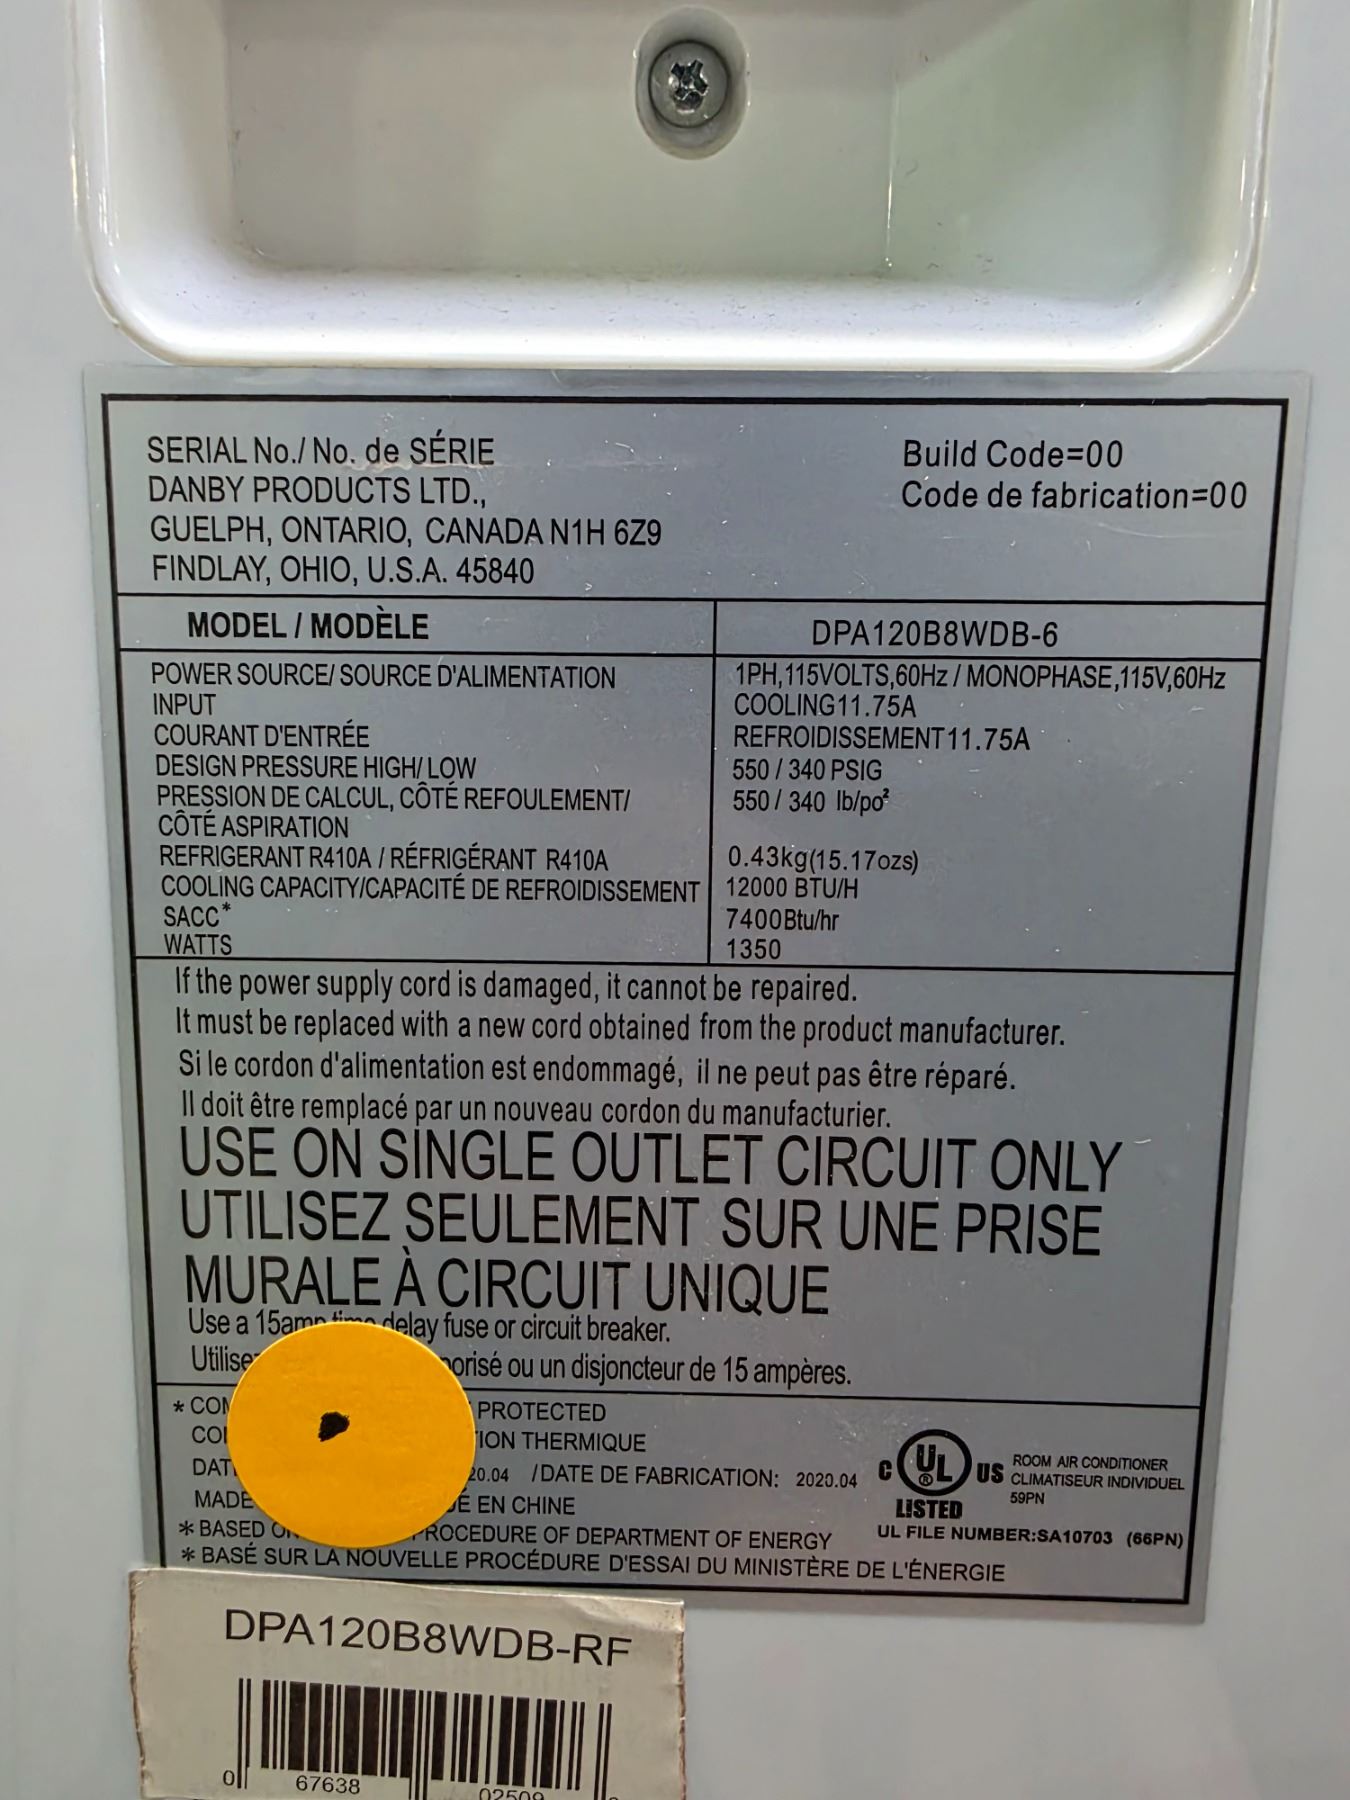 SERIAL No./ No. de SÉRIE
DANBY PRODUCTS LTD.,
GUELPH, ONTARIO, CANADA N1H 6Z9
FINDLAY, OHIO, U.S.A. 45840
Build Code=00
Code de fabrication=00
MODEL / MODÈLE DPA120B8WDB-6
POWER SOURCE/ SOURCE D'ALIMENTATION 1PH,115VOLTS,60Hz / MONOPHASE,115V,60Hz
INPUT COOLING11.75A
COURANT D'ENTRÉE REFROIDISSEMENT11.75A
DESIGN PRESSURE HIGH/ LOW 550 / 340 PSIG
PRESSION DE CALCUL, CÔTÉ REFOULEMENT/ 550 / 340 lb/po²
CÔTÉ ASPIRATION
REFRIGERANT R410A / RÉFRIGÉRANT R410A 0.43kg(15.17ozs)
COOLING CAPACITY/CAPACITÉ DE REFROIDISSEMENT 12000 BTU/H
SACC* 7400Btu/hr
WATTS 1350
If the power supply cord is damaged, it cannot be repaired.
It must be replaced with a new cord obtained from the product manufacturer.
Si le cordon d'alimentation est endommagé, il ne peut pas être réparé.
Il doit être remplacé par un nouveau cordon du manufacturier.
USE ON SINGLE OUTLET CIRCUIT ONLY
UTILISEZ SEULEMENT SUR UNE PRISE
MURALE À CIRCUIT UNIQUE
Use a 15amp time delay fuse or circuit breaker.
ou un disjoncteur de 15 ampères.
* PROTECTED
THERMIQUE
/DATE DE FABRICATION: 2020.04
MADE EN CHINE
* BASED OF DEPARTMENT OF ENERGY
* BASÉ SUR LA NOUVELLE PROCÉDURE D'ESSAI DU MINISTÈRE DE L'ÉNERGIE
C UL ® US
LISTED
ROOM AIR CONDITIONER
CLIMATISEUR INDIVIDUEL
59PN
UL FILE NUMBER:SA10703 (66PN)
DPA120B8WDB-RF
0 67638 02509